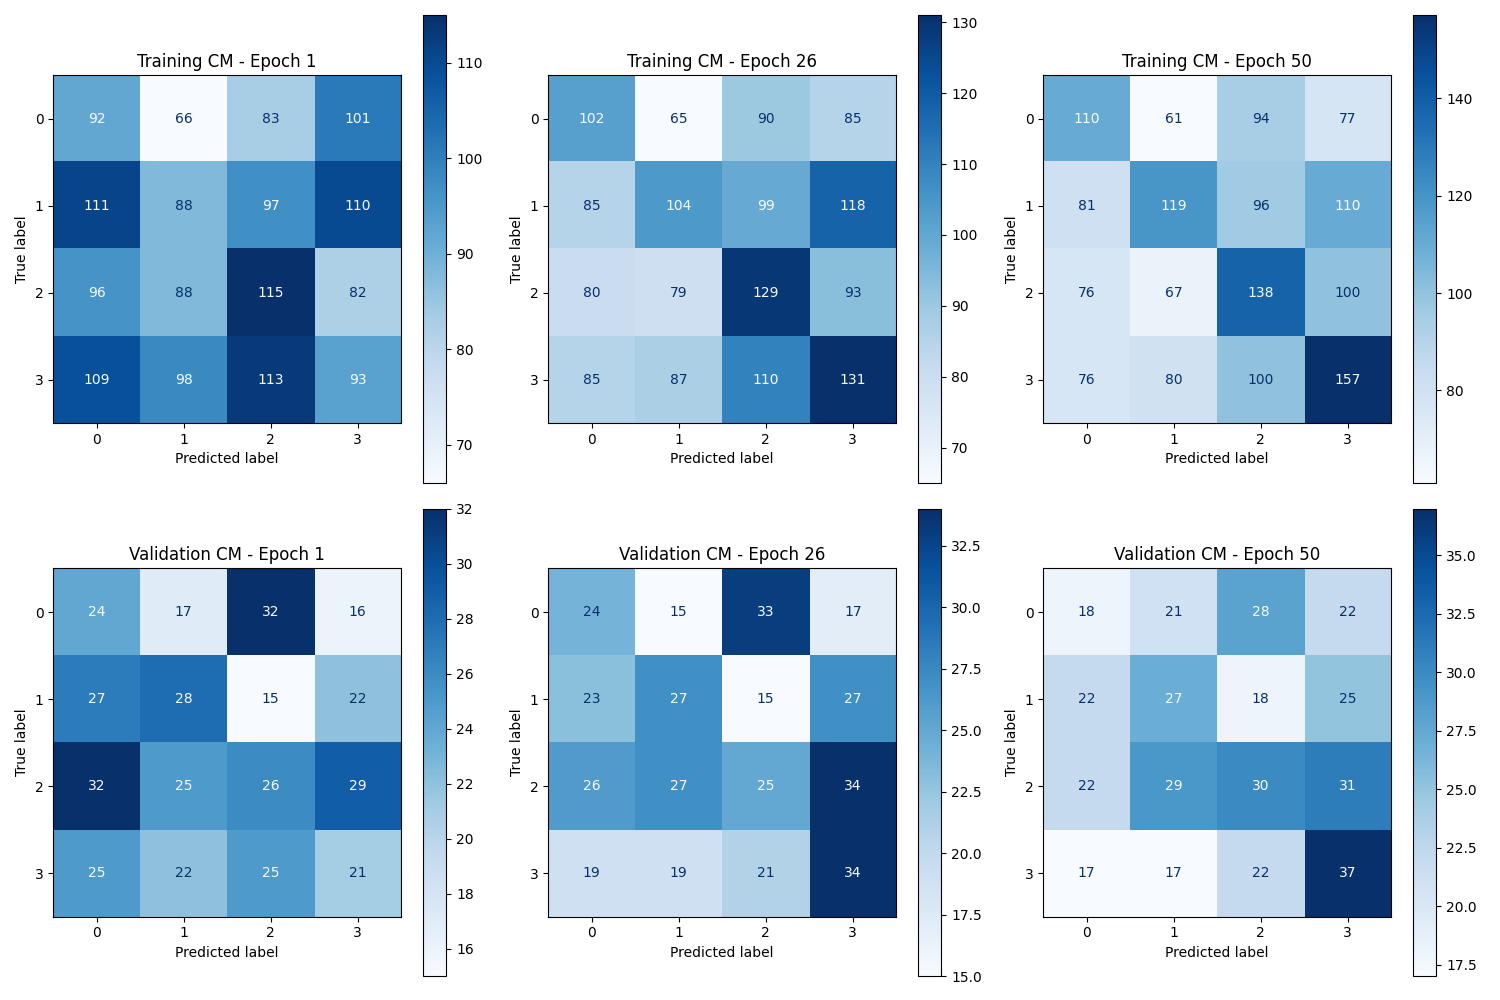 Training CM - Epoch 1
92 66 83 101
111 88 97 110
96 88 115 82
109 98 113 93
0
1
2
3
True label
0 1 2 3
Predicted label
110
100
90
80
70
Training CM - Epoch 26
102 65 90 85
85 104 99 118
80 79 129 93
85 87 110 131
0
1
2
3
True label
0 1 2 3
Predicted label
130
120
110
100
90
80
70
Training CM - Epoch 50
110 61 94 77
81 119 96 110
76 67 138 100
76 80 100 157
0
1
2
3
True label
0 1 2 3
Predicted label
140
120
100
80
Validation CM - Epoch 1
24 17 32 16
27 28 15 22
32 25 26 29
25 22 25 21
0
1
2
3
True label
0 1 2 3
Predicted label
32
30
28
26
24
22
20
18
16
Validation CM - Epoch 26
24 15 33 17
23 27 15 27
26 27 25 34
19 19 21 34
0
1
2
3
True label
0 1 2 3
Predicted label
32.5
30.0
27.5
25.0
22.5
20.0
17.5
15.0
Validation CM - Epoch 50
18 21 28 22
22 27 18 25
22 29 30 31
17 17 22 37
0
1
2
3
True label
0 1 2 3
Predicted label
35.0
32.5
30.0
27.5
25.0
22.5
20.0
17.5